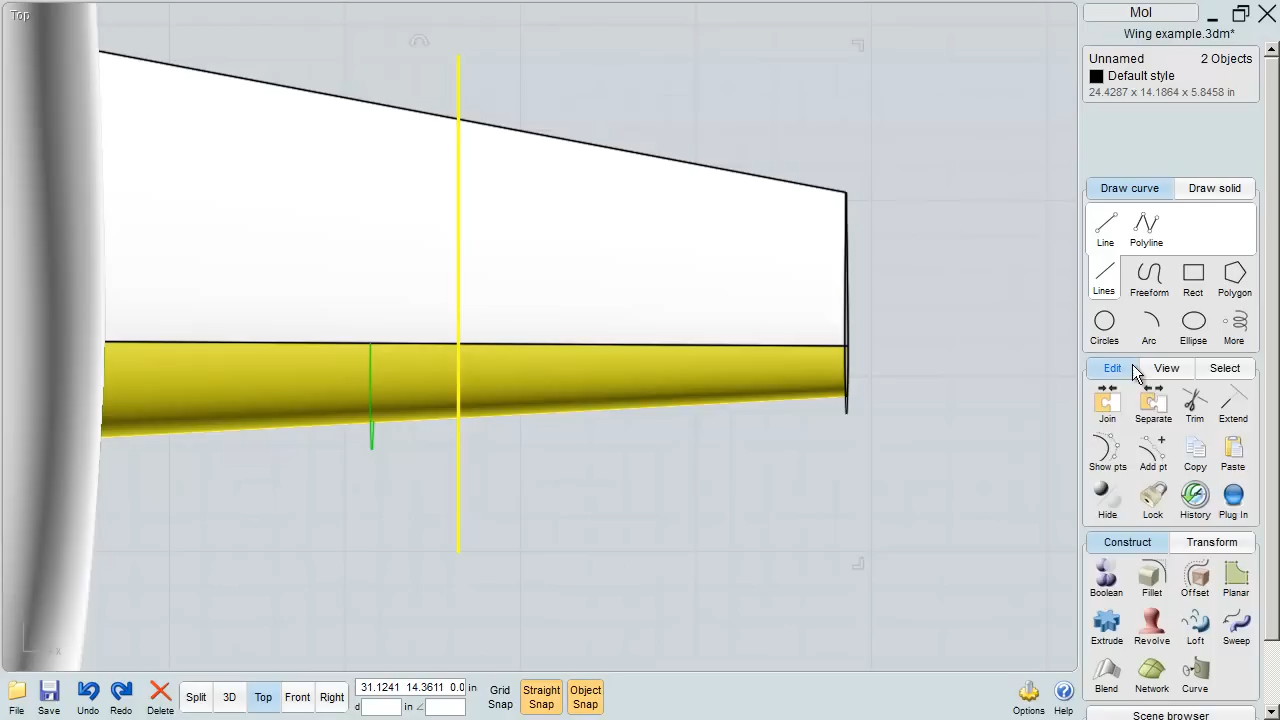 Top
MoI
Wing example.3dm*
Unnamed 2 Objects
Default style
24.4287 x 14.1864 x 5.8458 in
Draw curve Draw solid
Line Polyline
Lines Freeform Rect Polygon
Circles Arc Ellipse More
Edit View Select
Join Separate Trim Extend
Show pts Add pt Copy Paste
Hide Lock History Plug In
Construct Transform
Boolean Fillet Offset Planar
Extrude Revolve Loft Sweep
Blend Network Curve
Scene browser
x
File Save Undo Redo Delete Split 3D Top Front Right
31.1241 14.3611 0.0 in
d in
Grid Snap
Straight Snap
Object Snap
Options Help